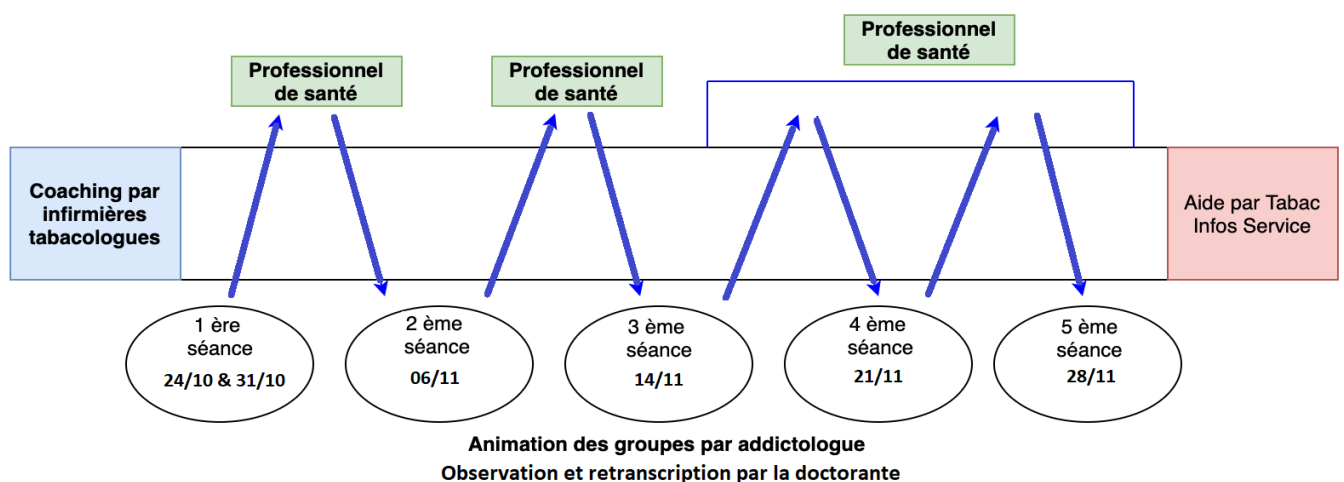 Professionnel
de santé
Professionnel
de santé
Professionnel
de santé
Coaching par
infirmières
tabacologues
Aide par Tabac
Infos Service
1 ère
séance
24/10 & 31/10
2 ème
séance
06/11
3 ème
séance
14/11
4 ème
séance
21/11
5 ème
séance
28/11
Animation des groupes par addictologue
Observation et retranscription par la doctorante